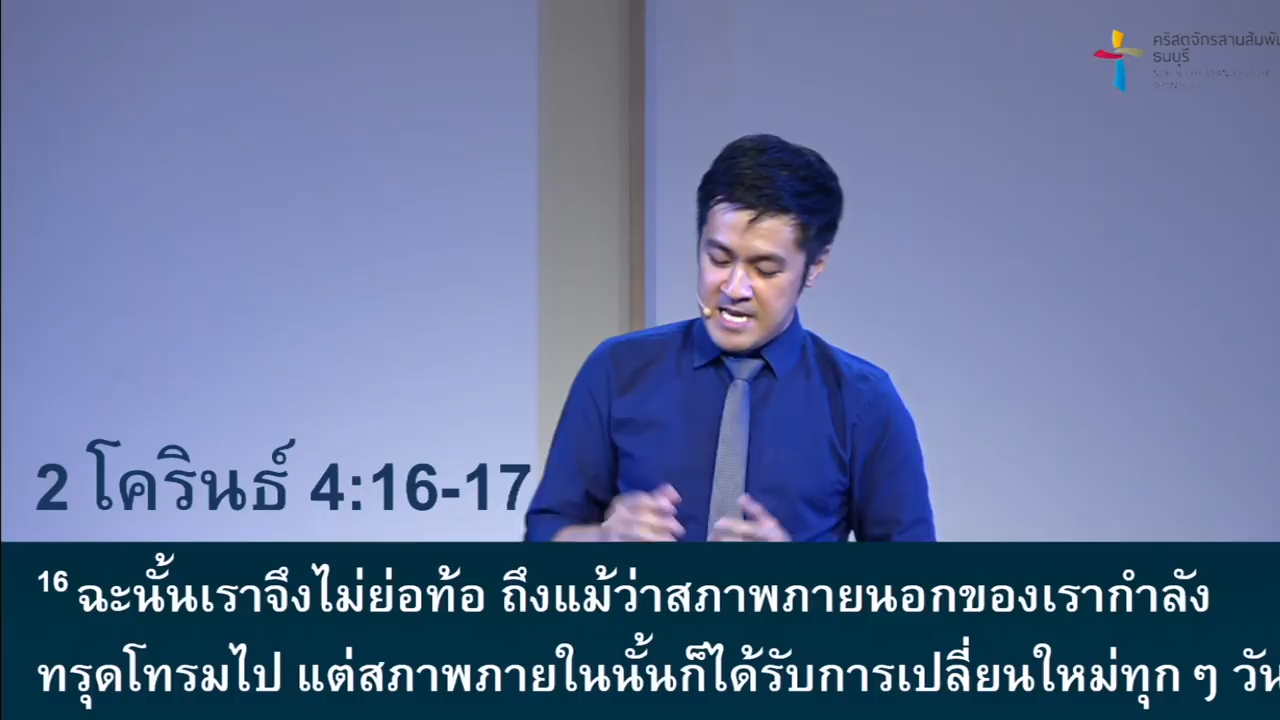 คริสตจักรสานสัมพัน
ธนบุรี
2 โครินธ์ 4:16-17
16 ฉะนั้นเราจึงไม่ย่อท้อ ถึงแม้ว่าสภาพภายนอกของเรากำลัง
ทรุดโทรมไป แต่สภาพภายในนั้นก็ได้รับการเปลี่ยนใหม่ทุก ๆ วัน